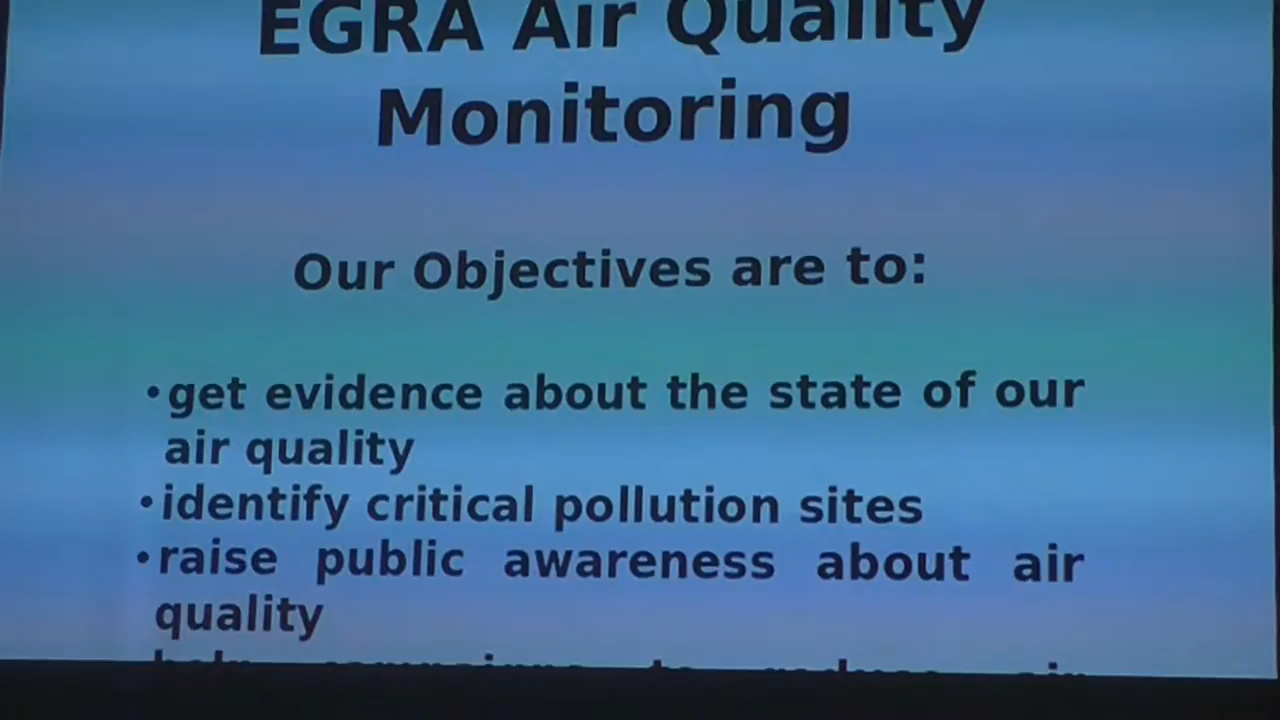 EGRA Air Quality
Monitoring
Our Objectives are to:
•get evidence about the state of our
air quality
•identify critical pollution sites
•raise public awareness about air
quality